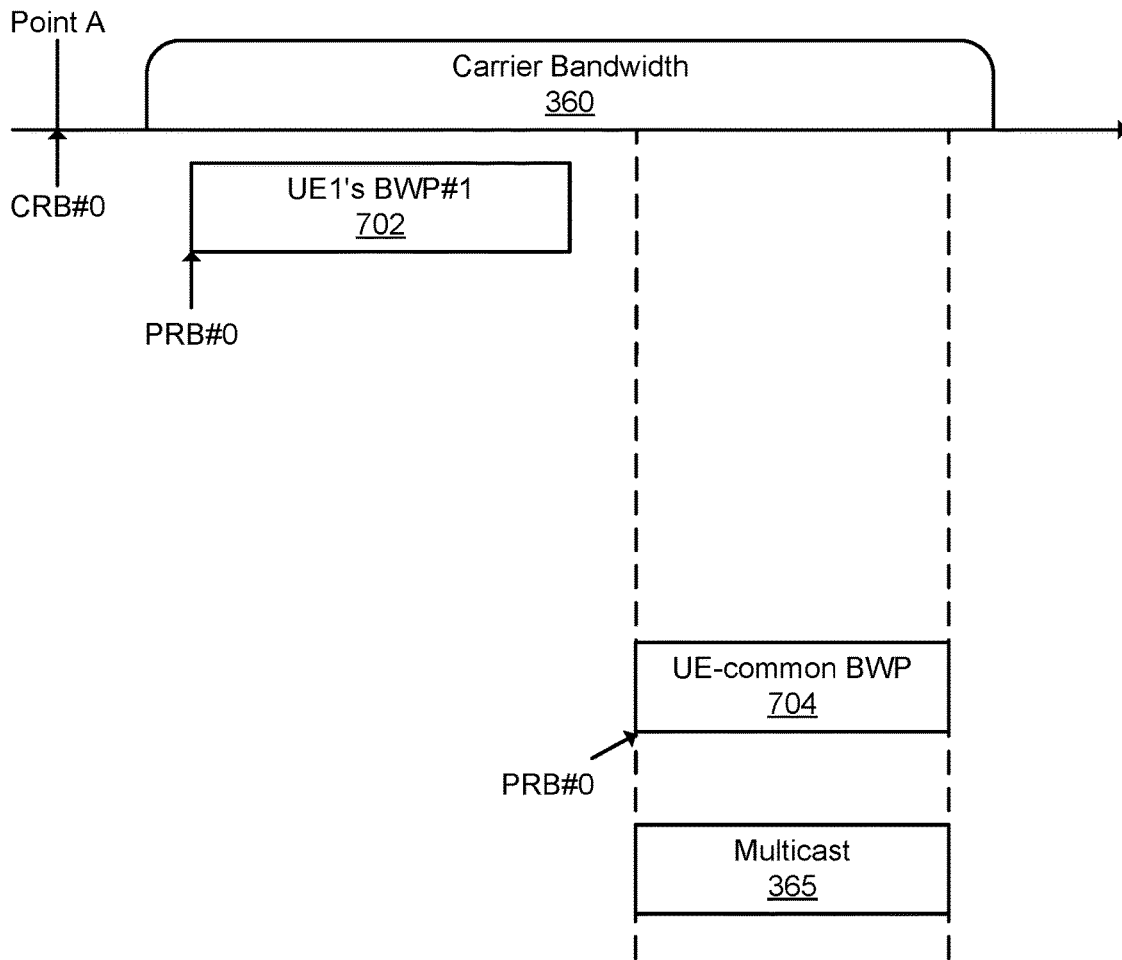 Point A
Carrier Bandwidth
360
CRB#0
UE1's BWP#1
702
PRB#0
UE-common BWP
704
PRB#0
Multicast
365